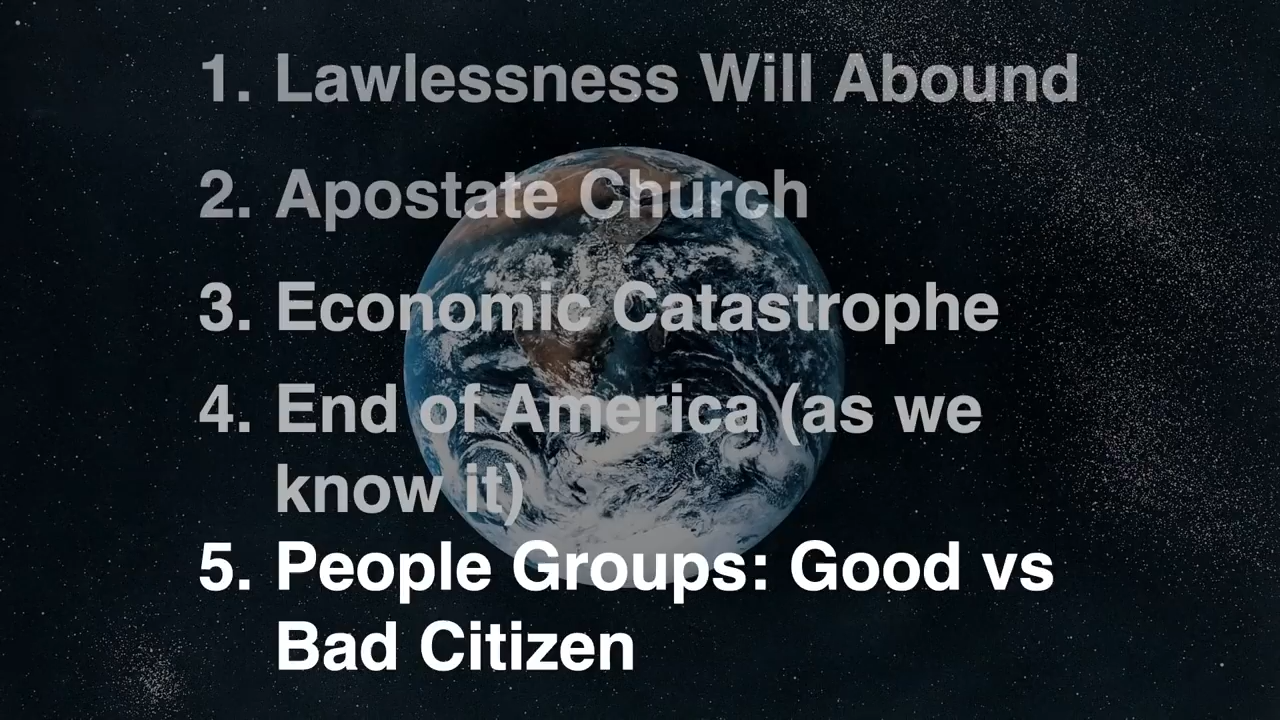 1. Lawlessness Will Abound
2. Apostate Church
3. Economic Catastrophe
4. End of America (as we
know it)
5. People Groups: Good vs
Bad Citizen